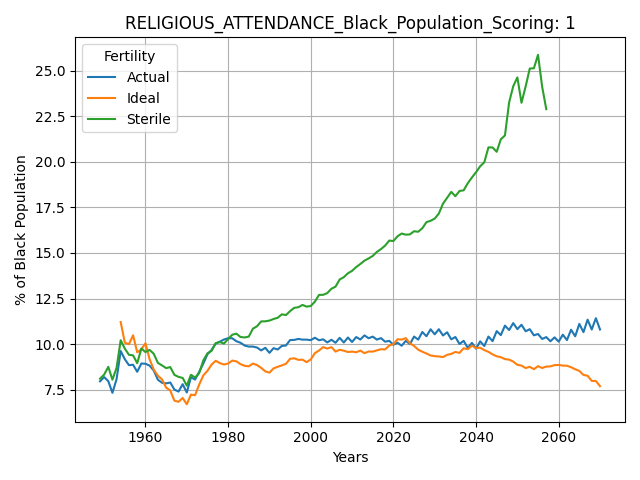 RELIGIOUS_ATTENDANCE_Black_Population_Scoring: 1
Fertility
Actual
Ideal
Sterile
% of Black Population
25.0
22.5
20.0
17.5
15.0
12.5
10.0
7.5
1960
1980
2000
2020
2040
2060
Years